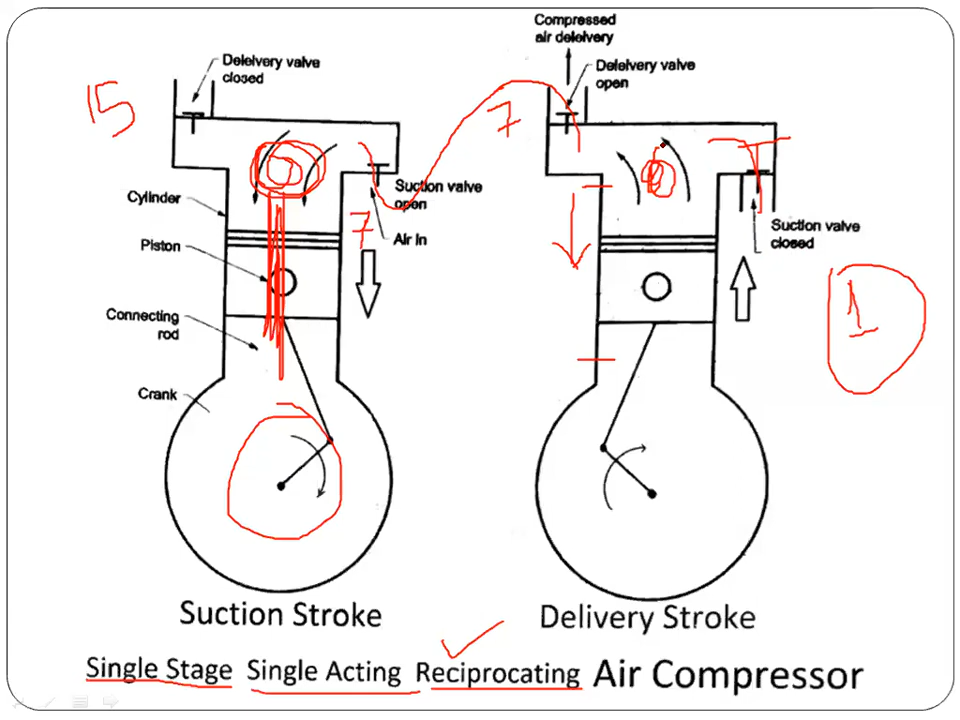 Compressed
air delelvery
Delelvery valve
closed
Delelvery valve
open
15
7
Cylinder
Suction valve
open
7
Air In
Suction valve
closed
Piston
1
Connecting
rod
Crank
Suction Stroke
Delivery Stroke
Single Stage Single Acting Reciprocating Air Compressor